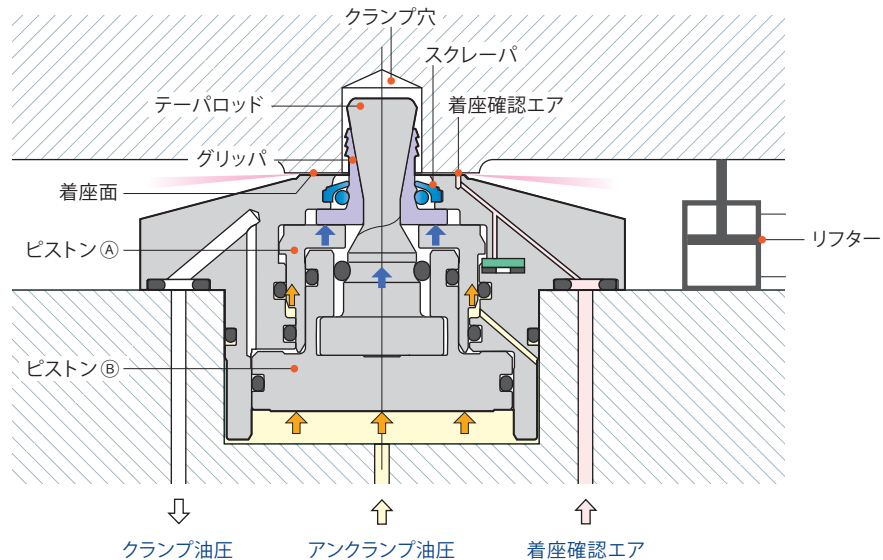 クランプ穴
スクレーパ
テーパロッド
着座確認エア
グリッパ
着座面
リフター
ピストンⒶ
ピストンⒷ
クランプ油圧
アンクランプ油圧
着座確認エア